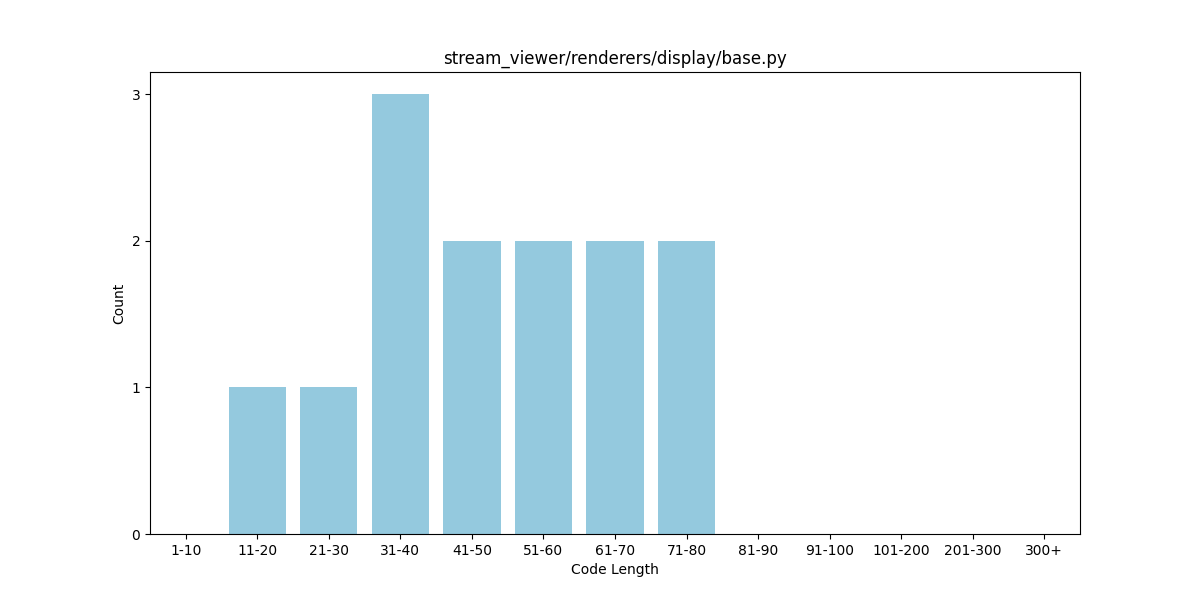 stream_viewer/renderers/display/base.py
Count
3
2
1
0
1-10 11-20 21-30 31-40 41-50 51-60 61-70 71-80 81-90 91-100 101-200 201-300 300+
Code Length